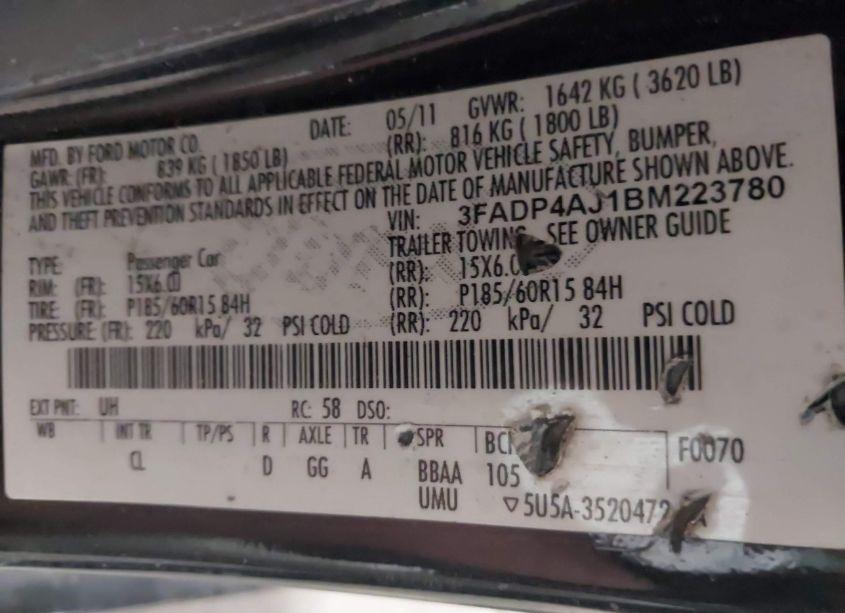 MFD. BY FORD MOTOR CO. DATE: 05/11 GVWR: 1642 KG ( 3620 LB)
GAWR: (FR): 839 KG ( 1850 LB) (RR): 816 KG ( 1800 LB)
THIS VEHICLE CONFORMS TO ALL APPLICABLE FEDERAL MOTOR VEHICLE SAFETY, BUMPER,
AND THEFT PREVENTION STANDARDS IN EFFECT ON THE DATE OF MANUFACTURE SHOWN ABOVE.
VIN: 3FADP4AJ1BM223780
TYPE: Passenger Car TRAILER TOWING SEE OWNER GUIDE
RIM: (FR): 15X6.0J (RR): 15X6.0
TIRE: (FR): P185/60R15 84H (RR): P185/60R15 84H
PRESSURE (FR): 220 kPa/ 32 PSI COLD (RR): 220 kPa/ 32 PSI COLD
EXT PNT: UH RC: 58 DSO:
WB INT TR TP/PS R AXLE TR SPR F0070
CL D GG A BBAA 105
UMU ▽5U5A-3520472